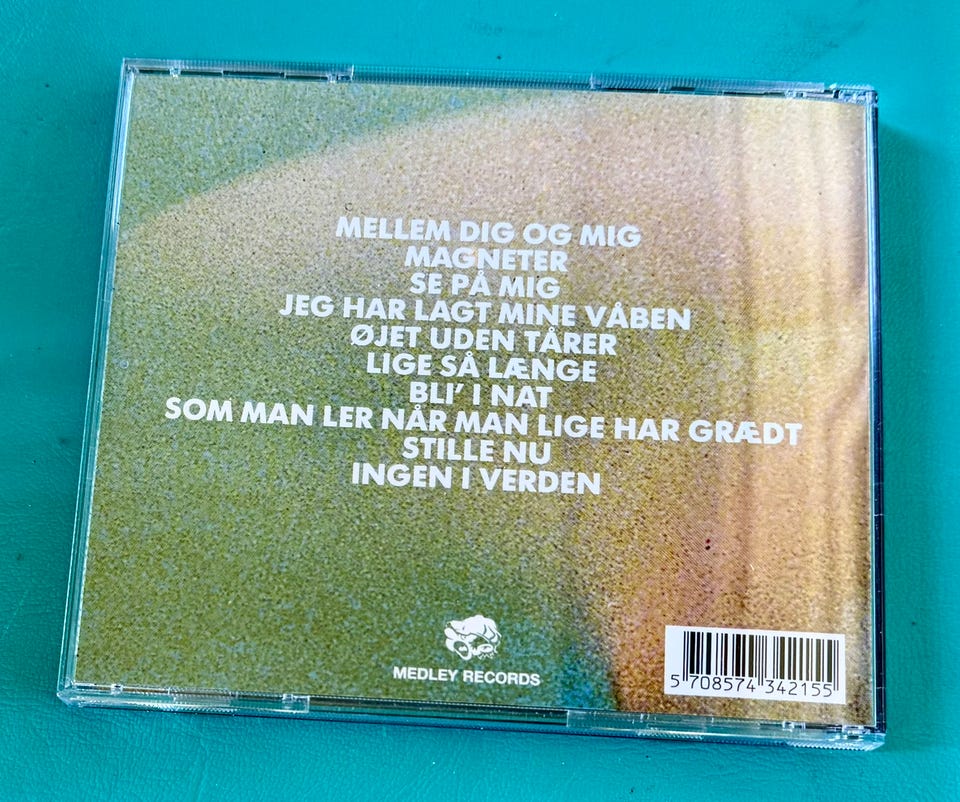 MELLEM DIG OG MIG
MAGNETER
SE PÅ MIG
JEG HAR LAGT MINE VÅBEN
ØJET UDEN TÅRER
LIGE SÅ LÆNGE
BLI' I NAT
SOM MAN LER NÅR MAN LIGE HAR GRÆDT
STILLE NU
INGEN I VERDEN
MEDLEY RECORDS
5 708574 342155